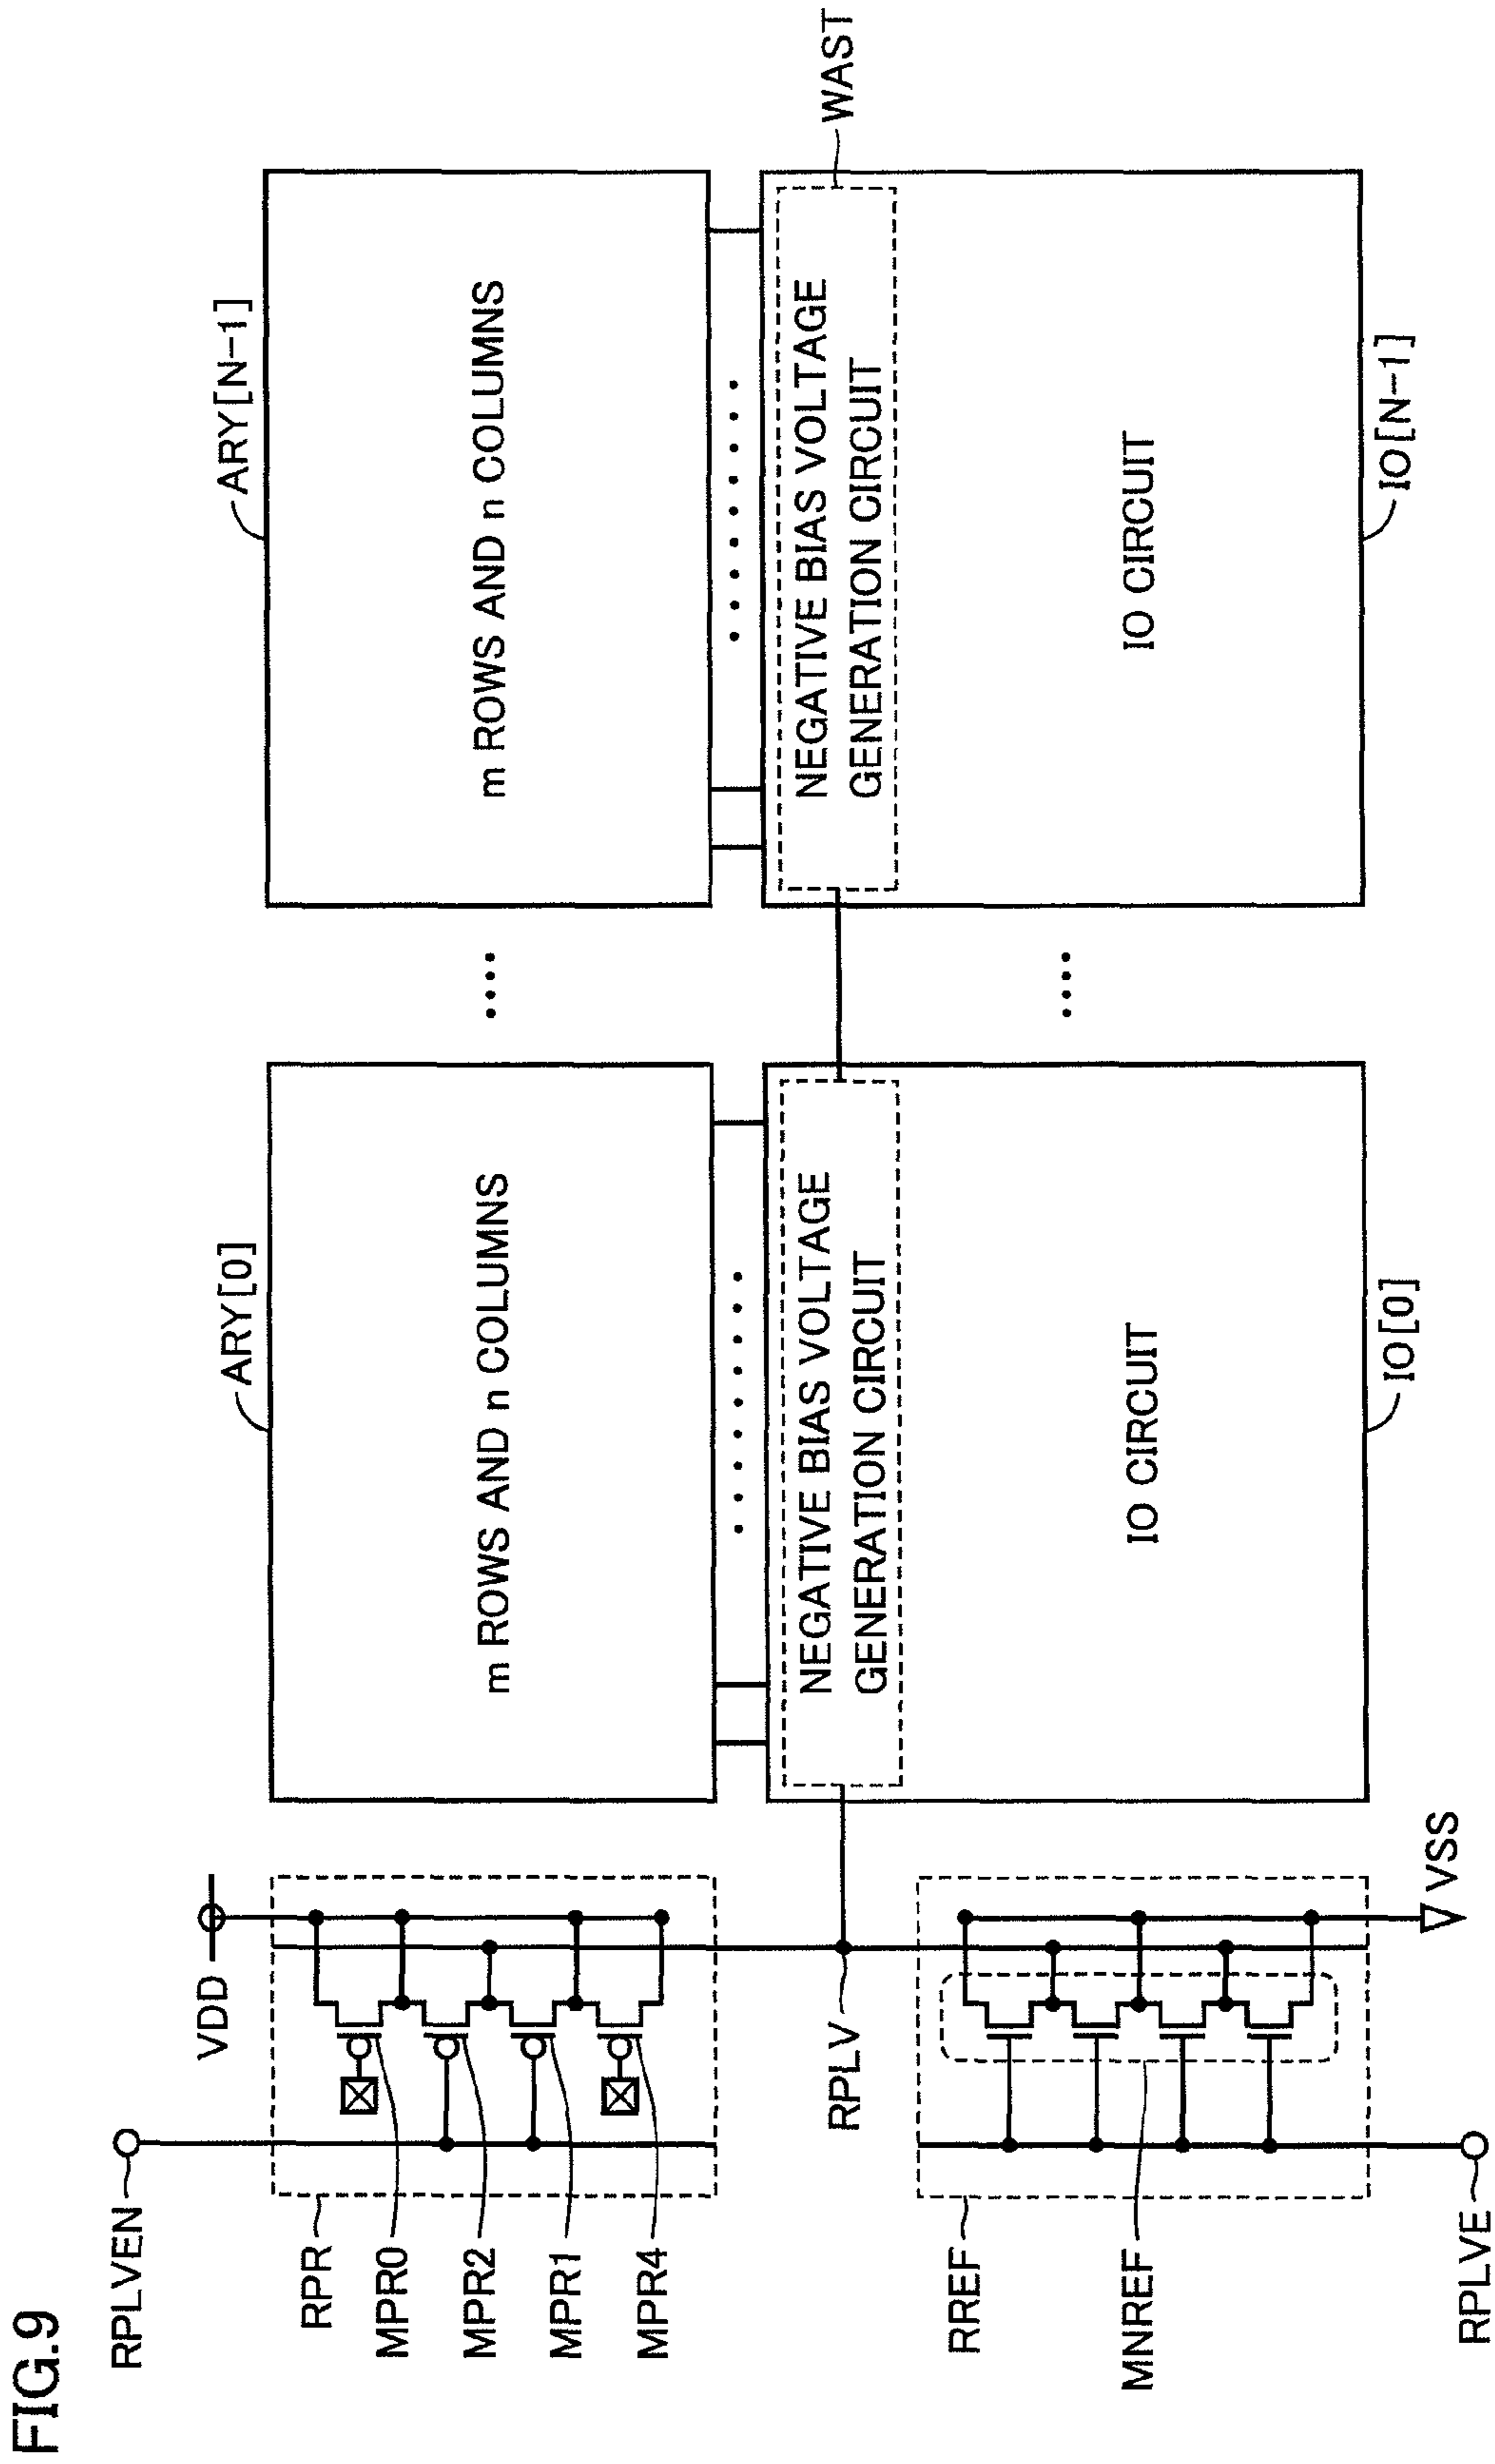 FIG.9
RPLVEN
VDD
RPR
MPR0
MPR2
MPR1
MPR4
RPLV
RREF
MNREF
RPLVE
VSS
ARY[0]
m ROWS AND n COLUMNS
NEGATIVE BIAS VOLTAGE
GENERATION CIRCUIT
IO CIRCUIT
IO[0]
ARY[N-1]
m ROWS AND n COLUMNS
NEGATIVE BIAS VOLTAGE
GENERATION CIRCUIT
IO CIRCUIT
IO[N-1]
WAST